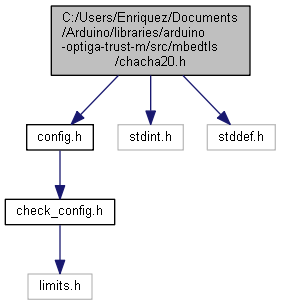 C:/Users/Enriquez/Documents
/Arduino/libraries/arduino
-optiga-trust-m/src/mbedtls
/chacha20.h
config.h
stdint.h
stddef.h
check_config.h
limits.h